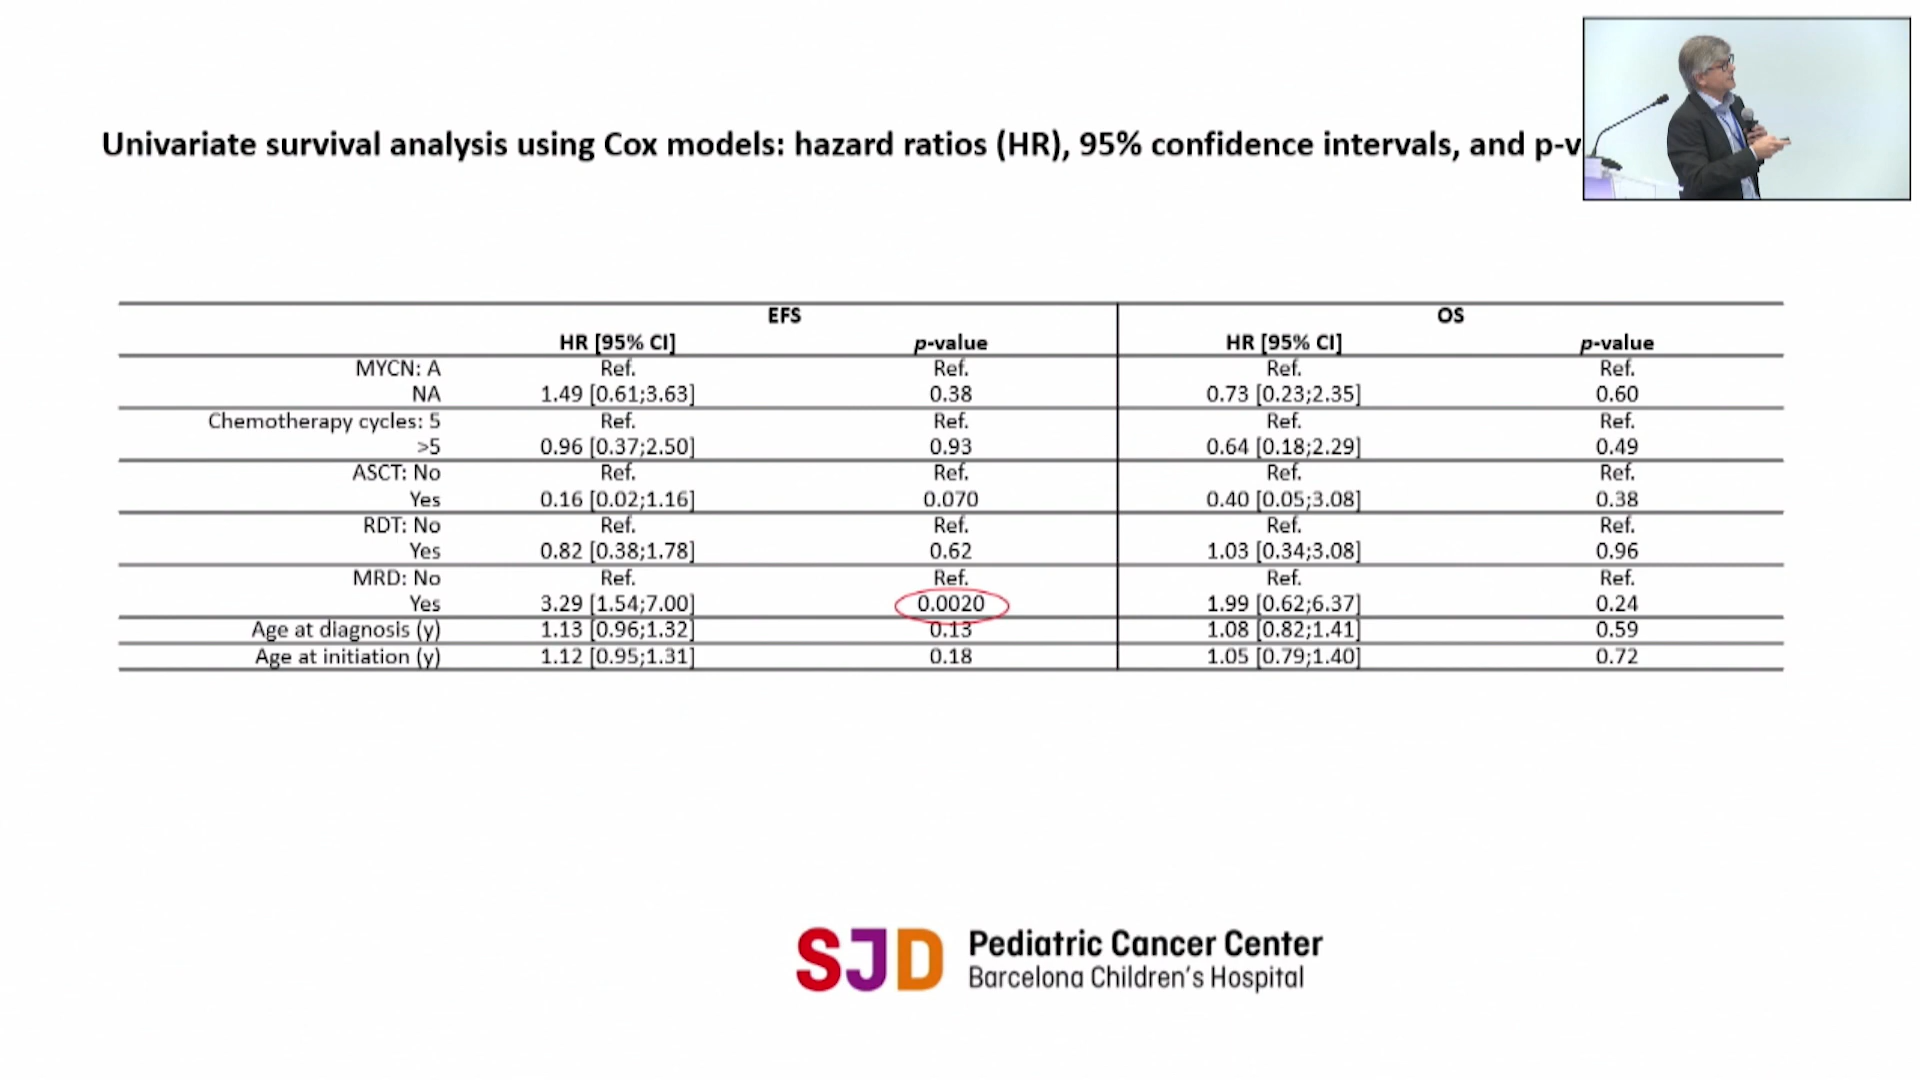 Univariate survival analysis using Cox models: hazard ratios (HR), 95% confidence intervals, and p-v
EFS OS
HR [95% CI] p-value HR [95% CI] p-value
MYCN: A Ref. Ref. Ref. Ref.
NA 1.49 [0.61;3.63] 0.38 0.73 [0.23;2.35] 0.60
Chemotherapy cycles: 5 Ref. Ref. Ref. Ref.
>5 0.96 [0.37;2.50] 0.93 0.64 [0.18;2.29] 0.49
ASCT: No Ref. Ref. Ref. Ref.
Yes 0.16 [0.02;1.16] 0.070 0.40 [0.05;3.08] 0.38
RDT: No Ref. Ref. Ref. Ref.
Yes 0.82 [0.38;1.78] 0.62 1.03 [0.34;3.08] 0.96
MRD: No Ref. Ref. Ref. Ref.
Yes 3.29 [1.54;7.00] 0.0020 1.99 [0.62;6.37] 0.24
Age at diagnosis (y) 1.13 [0.96;1.32] 0.13 1.08 [0.82;1.41] 0.59
Age at initiation (y) 1.12 [0.95;1.31] 0.18 1.05 [0.79;1.40] 0.72
SJD Pediatric Cancer Center
Barcelona Children's Hospital